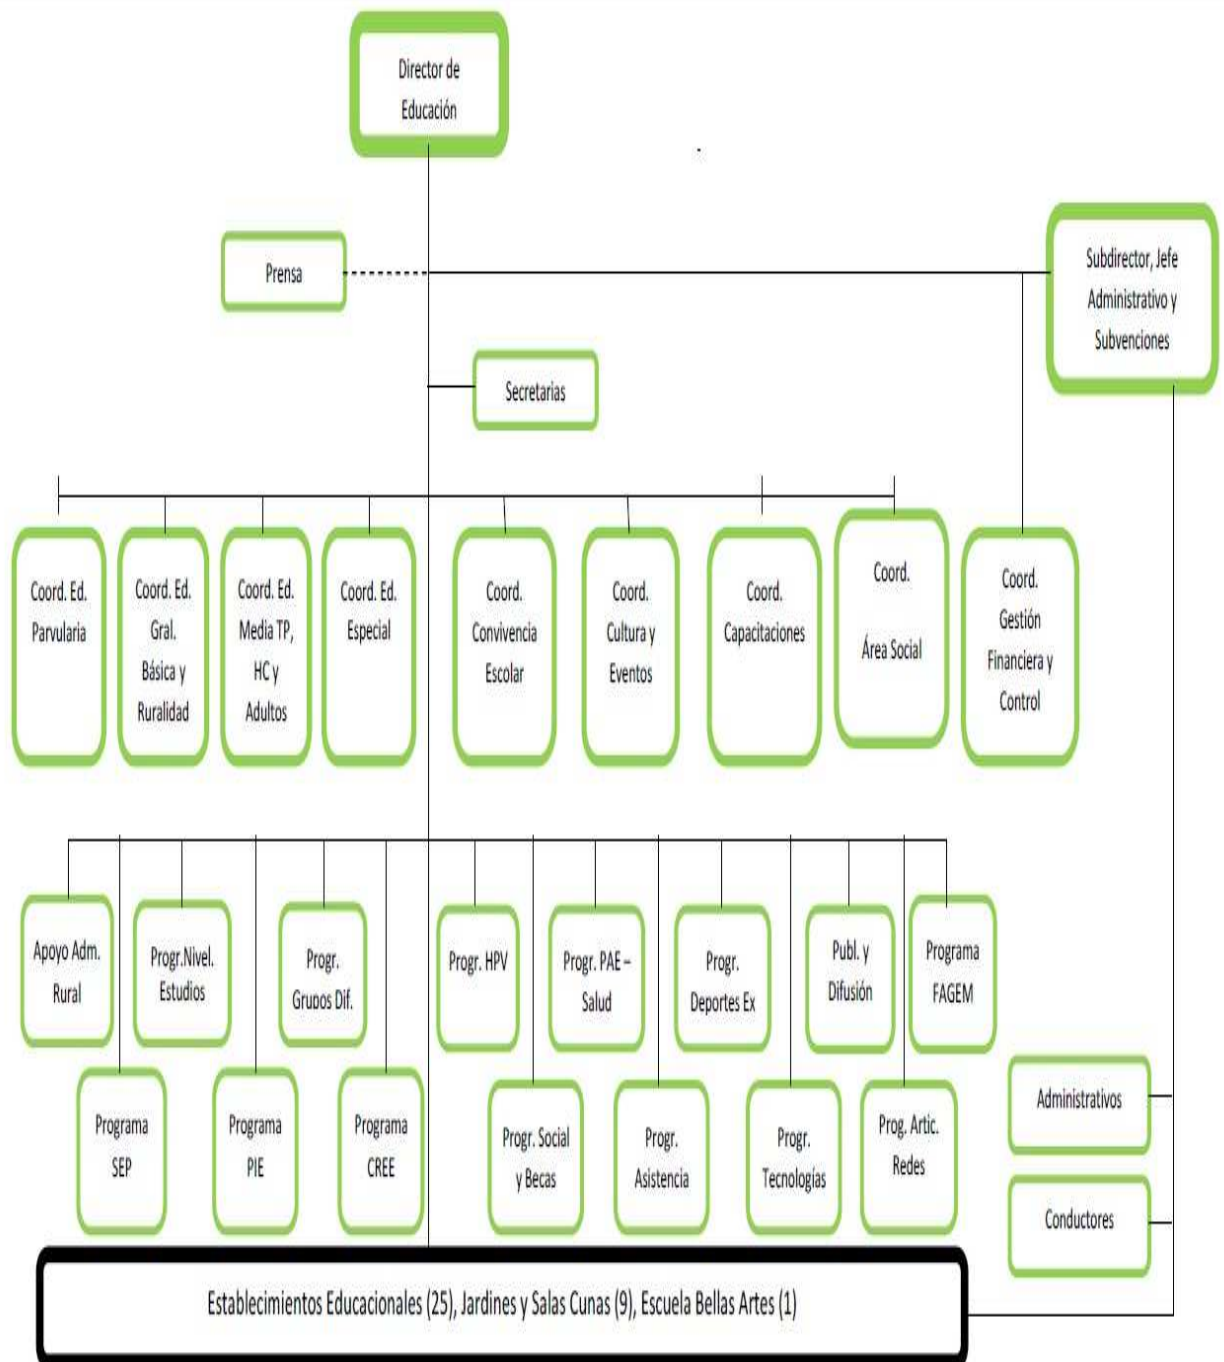 Director de
Educación
Prensa
Subdirector, Jefe
Administrativo y
Subvenciones
Secretarias
Coord. Ed.
Parvularia
Coord. Ed.
Gral.
Básica y
Ruralidad
Coord. Ed.
Media TP,
HC y
Adultos
Coord. Ed.
Especial
Coord.
Convivencia
Escolar
Coord.
Cultura y
Eventos
Coord.
Capacitaciones
Coord.
Área Social
Coord.
Gestión
Financiera y
Control
Apoyo Adm.
Rural
Progr.Nivel.
Estudios
Progr.
Grupos Dif.
Progr. HPV
Progr. PAE –
Salud
Progr.
Deportes Ex
Publ. y
Difusión
Programa
FAGEM
Programa
SEP
Programa
PIE
Programa
CREE
Progr. Social
y Becas
Progr.
Asistencia
Progr.
Tecnologías
Prog. Artic.
Redes
Administrativos
Conductores
Establecimientos Educacionales (25), Jardines y Salas Cunas (9), Escuela Bellas Artes (1)